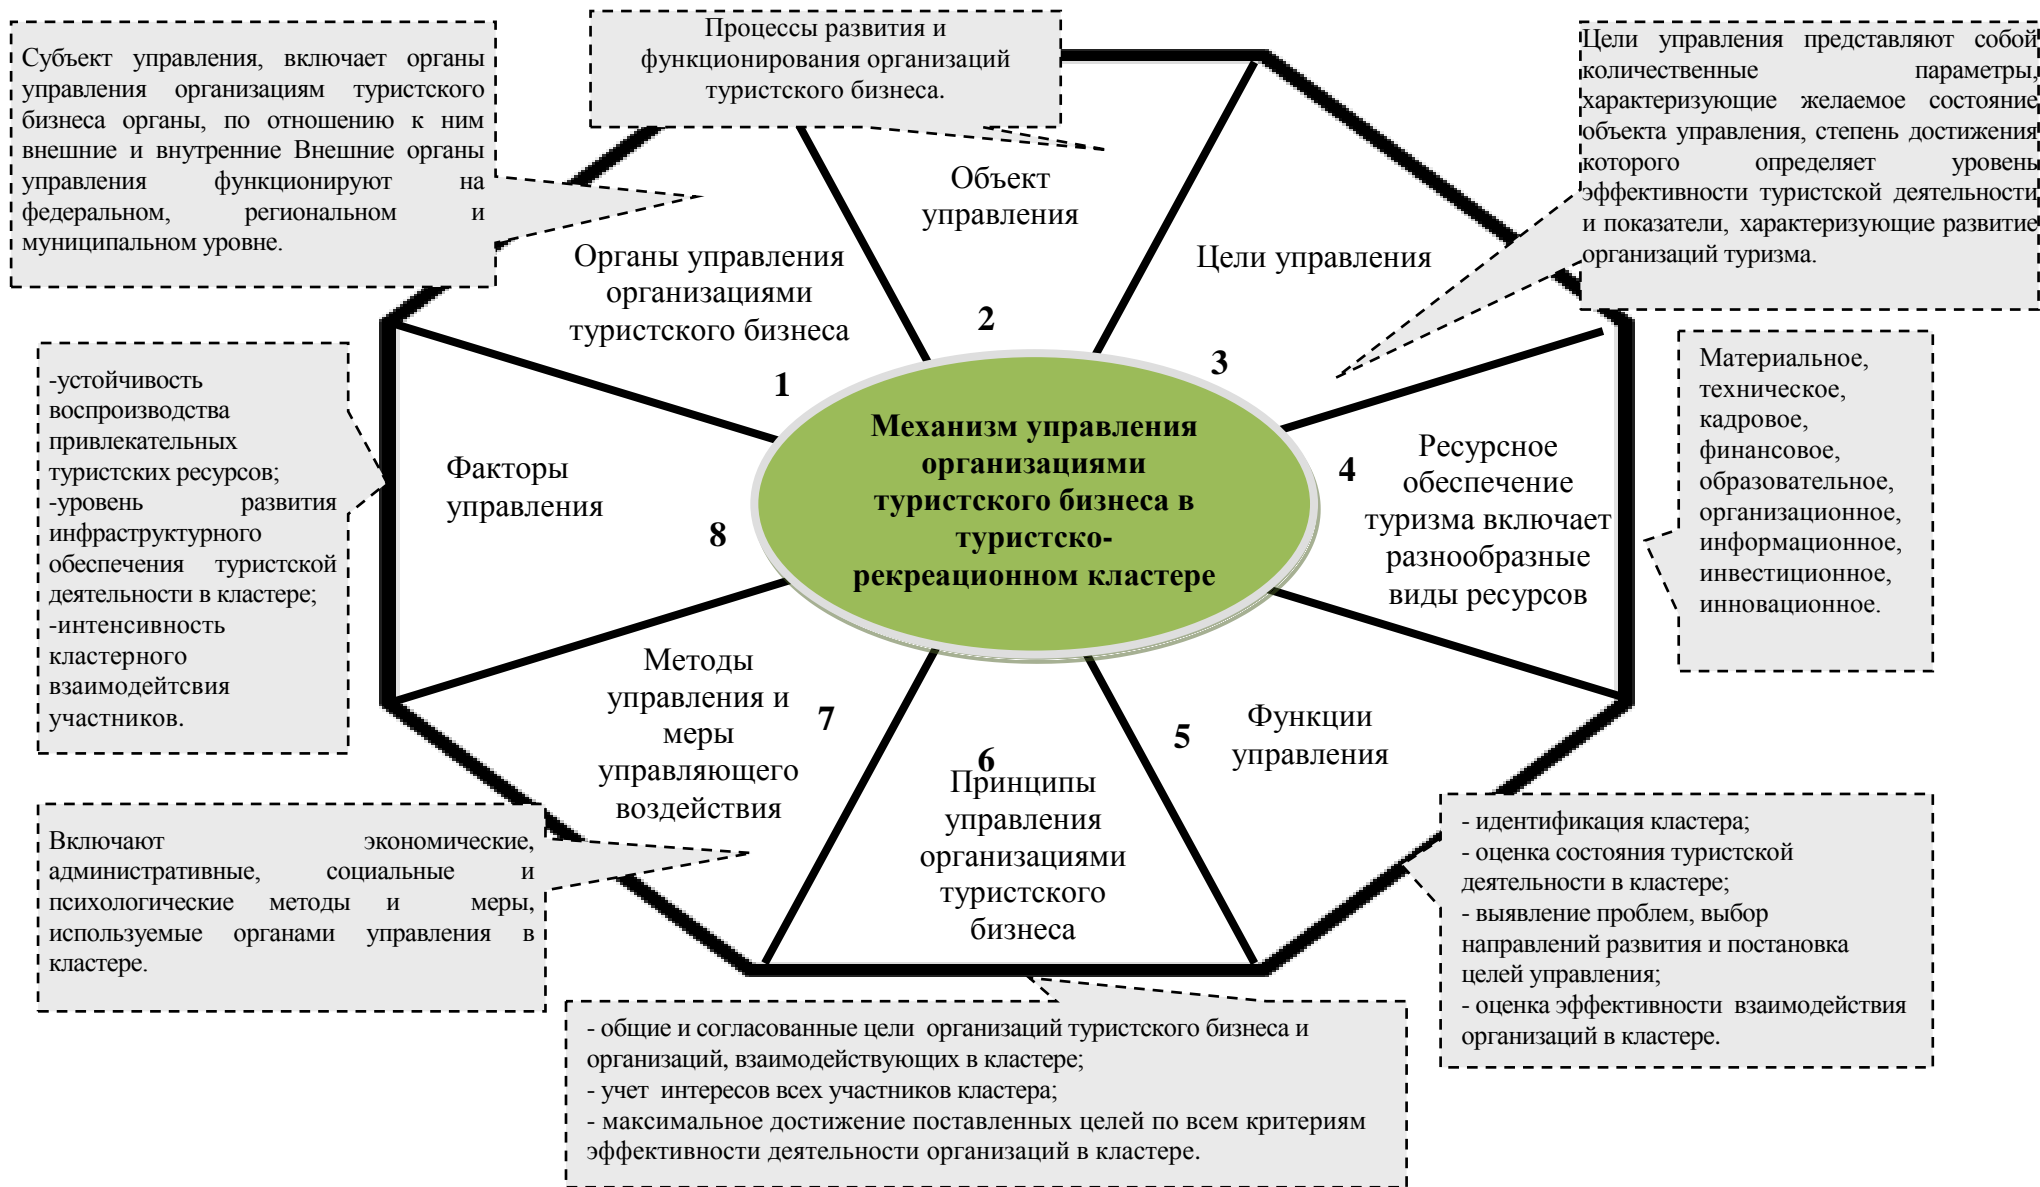 Процессы развития и
функционирования организаций
туристского бизнеса.
Субъект управления, включает органы
управления организациям туристского
бизнеса органы, по отношению к ним
внешние и внутренние Внешние органы
управления функционируют на
федеральном, региональном и
муниципальном уровне.
Цели управления представляют собой
количественные параметры,
характеризующие желаемое состояние
объекта управления, степень достижения
которого определяет уровень
эффективности туристской деятельности
и показатели, характеризующие развитие
организаций туризма.
Органы управления
организациями
туристского бизнеса
1
Объект
управления
2
Цели управления
3
Материальное,
техническое,
кадровое,
финансовое,
образовательное,
организационное,
информационное,
инвестиционное,
инновационное.
4
Ресурсное
обеспечение
туризма включает
разнообразные
виды ресурсов
Механизм управления
организациями
туристского бизнеса в
туристско-
рекреационном кластере
-устойчивость
воспроизводства
привлекательных
туристских ресурсов;
-уровень развития
инфраструктурного
обеспечения туристской
деятельности в кластере;
-интенсивность
кластерного
взаимодейтсвия
участников.
Факторы
управления
8
Методы
управления и
меры
управляющего
воздействия
7
6
Принципы
управления
организациями
туристского
бизнеса
5
Функции
управления
Включают экономические,
административные, социальные и
психологические методы и меры,
используемые органами управления в
кластере.
- идентификация кластера;
- оценка состояния туристской
деятельности в кластере;
- выявление проблем, выбор
направлений развития и постановка
целей управления;
- оценка эффективности взаимодействия
организаций в кластере.
- общие и согласованные цели организаций туристского бизнеса и
организаций, взаимодействующих в кластере;
- учет интересов всех участников кластера;
- максимальное достижение поставленных целей по всем критериям
эффективности деятельности организаций в кластере.